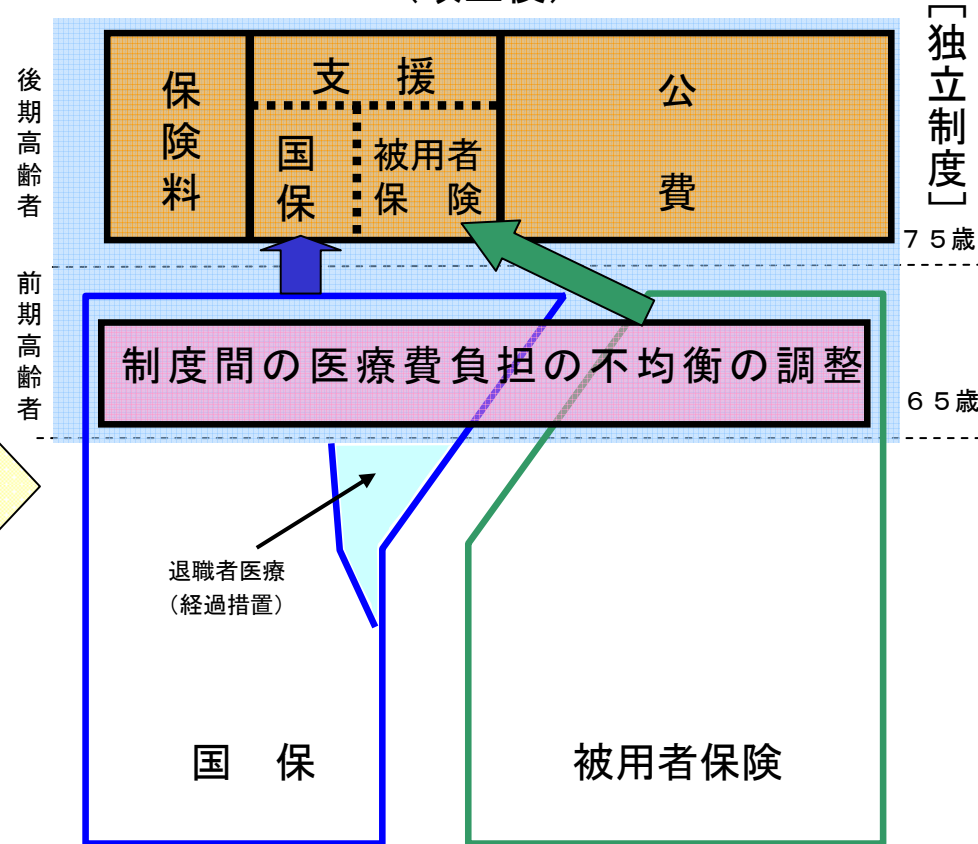 ［独立制度］
後期高齢者
保険料
支　援
国保
被用者
保　険
公　費
７５歳
前期高齢者
制度間の医療費負担の不均衡の調整
６５歳
退職者医療
（経過措置）
国　保
被用者保険